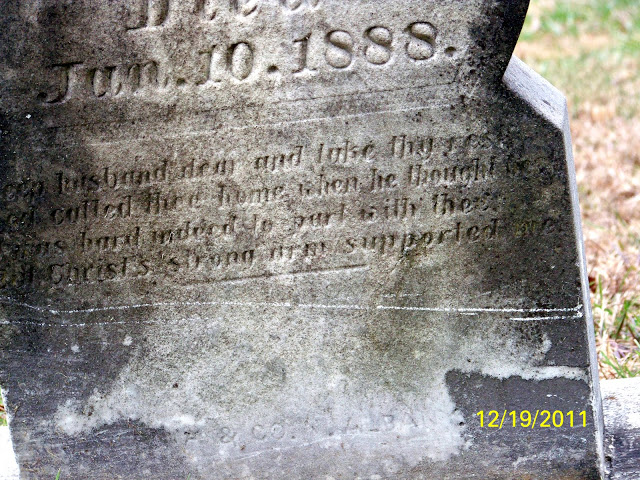 Died
Jan. 10. 1888.
husband dear and take thy
called thee home when he thought
was hard indeed to part with thee
Christ's strong arm supported me
12/19/2011